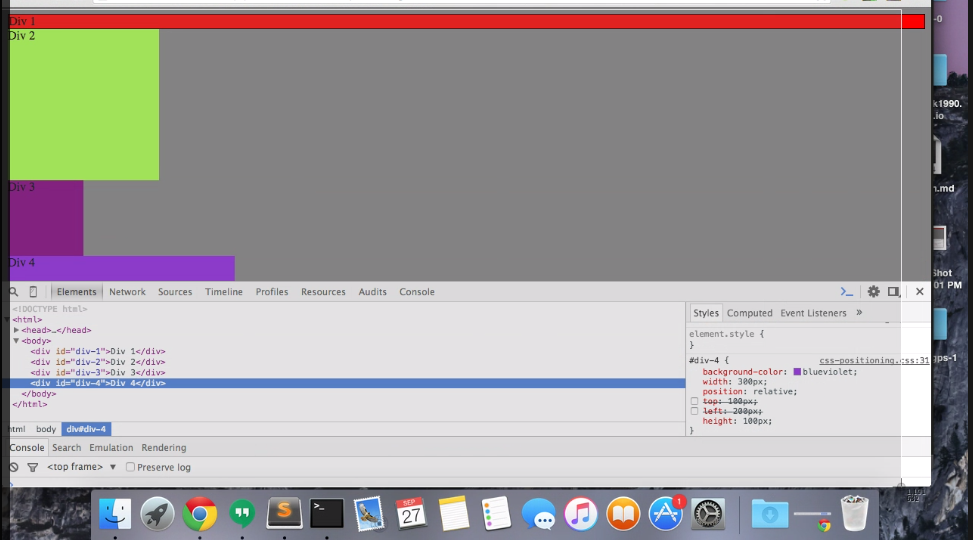 Div 1
Div 2
Div 3
Div 4
Elements Network Sources Timeline Profiles Resources Audits Console
<!DOCTYPE html>
<html>
<head>…</head>
<body>
<div id="div-1">Div 1</div>
<div id="div-2">Div 2</div>
<div id="div-3">Div 3</div>
<div id="div-4">Div 4</div>
</body>
</html>
html body div#div-4
Styles Computed Event Listeners »
element.style {
}
#div-4 { css-positioning.css:31
background-color: blueviolet;
width: 300px;
position: relative;
top: 100px;
left: 200px;
height: 100px;
}
Console Search Emulation Rendering
<top frame> ▼ Preserve log
-0
k1990.
.io
n.md
Shot
01 PM
gps-1
SEP
27
1